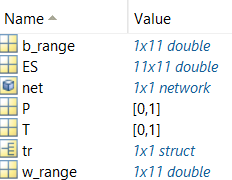 Name Value
b_range 1x11 double
ES 11x11 double
net 1x1 network
P [0,1]
T [0,1]
tr 1x1 struct
w_range 1x11 double